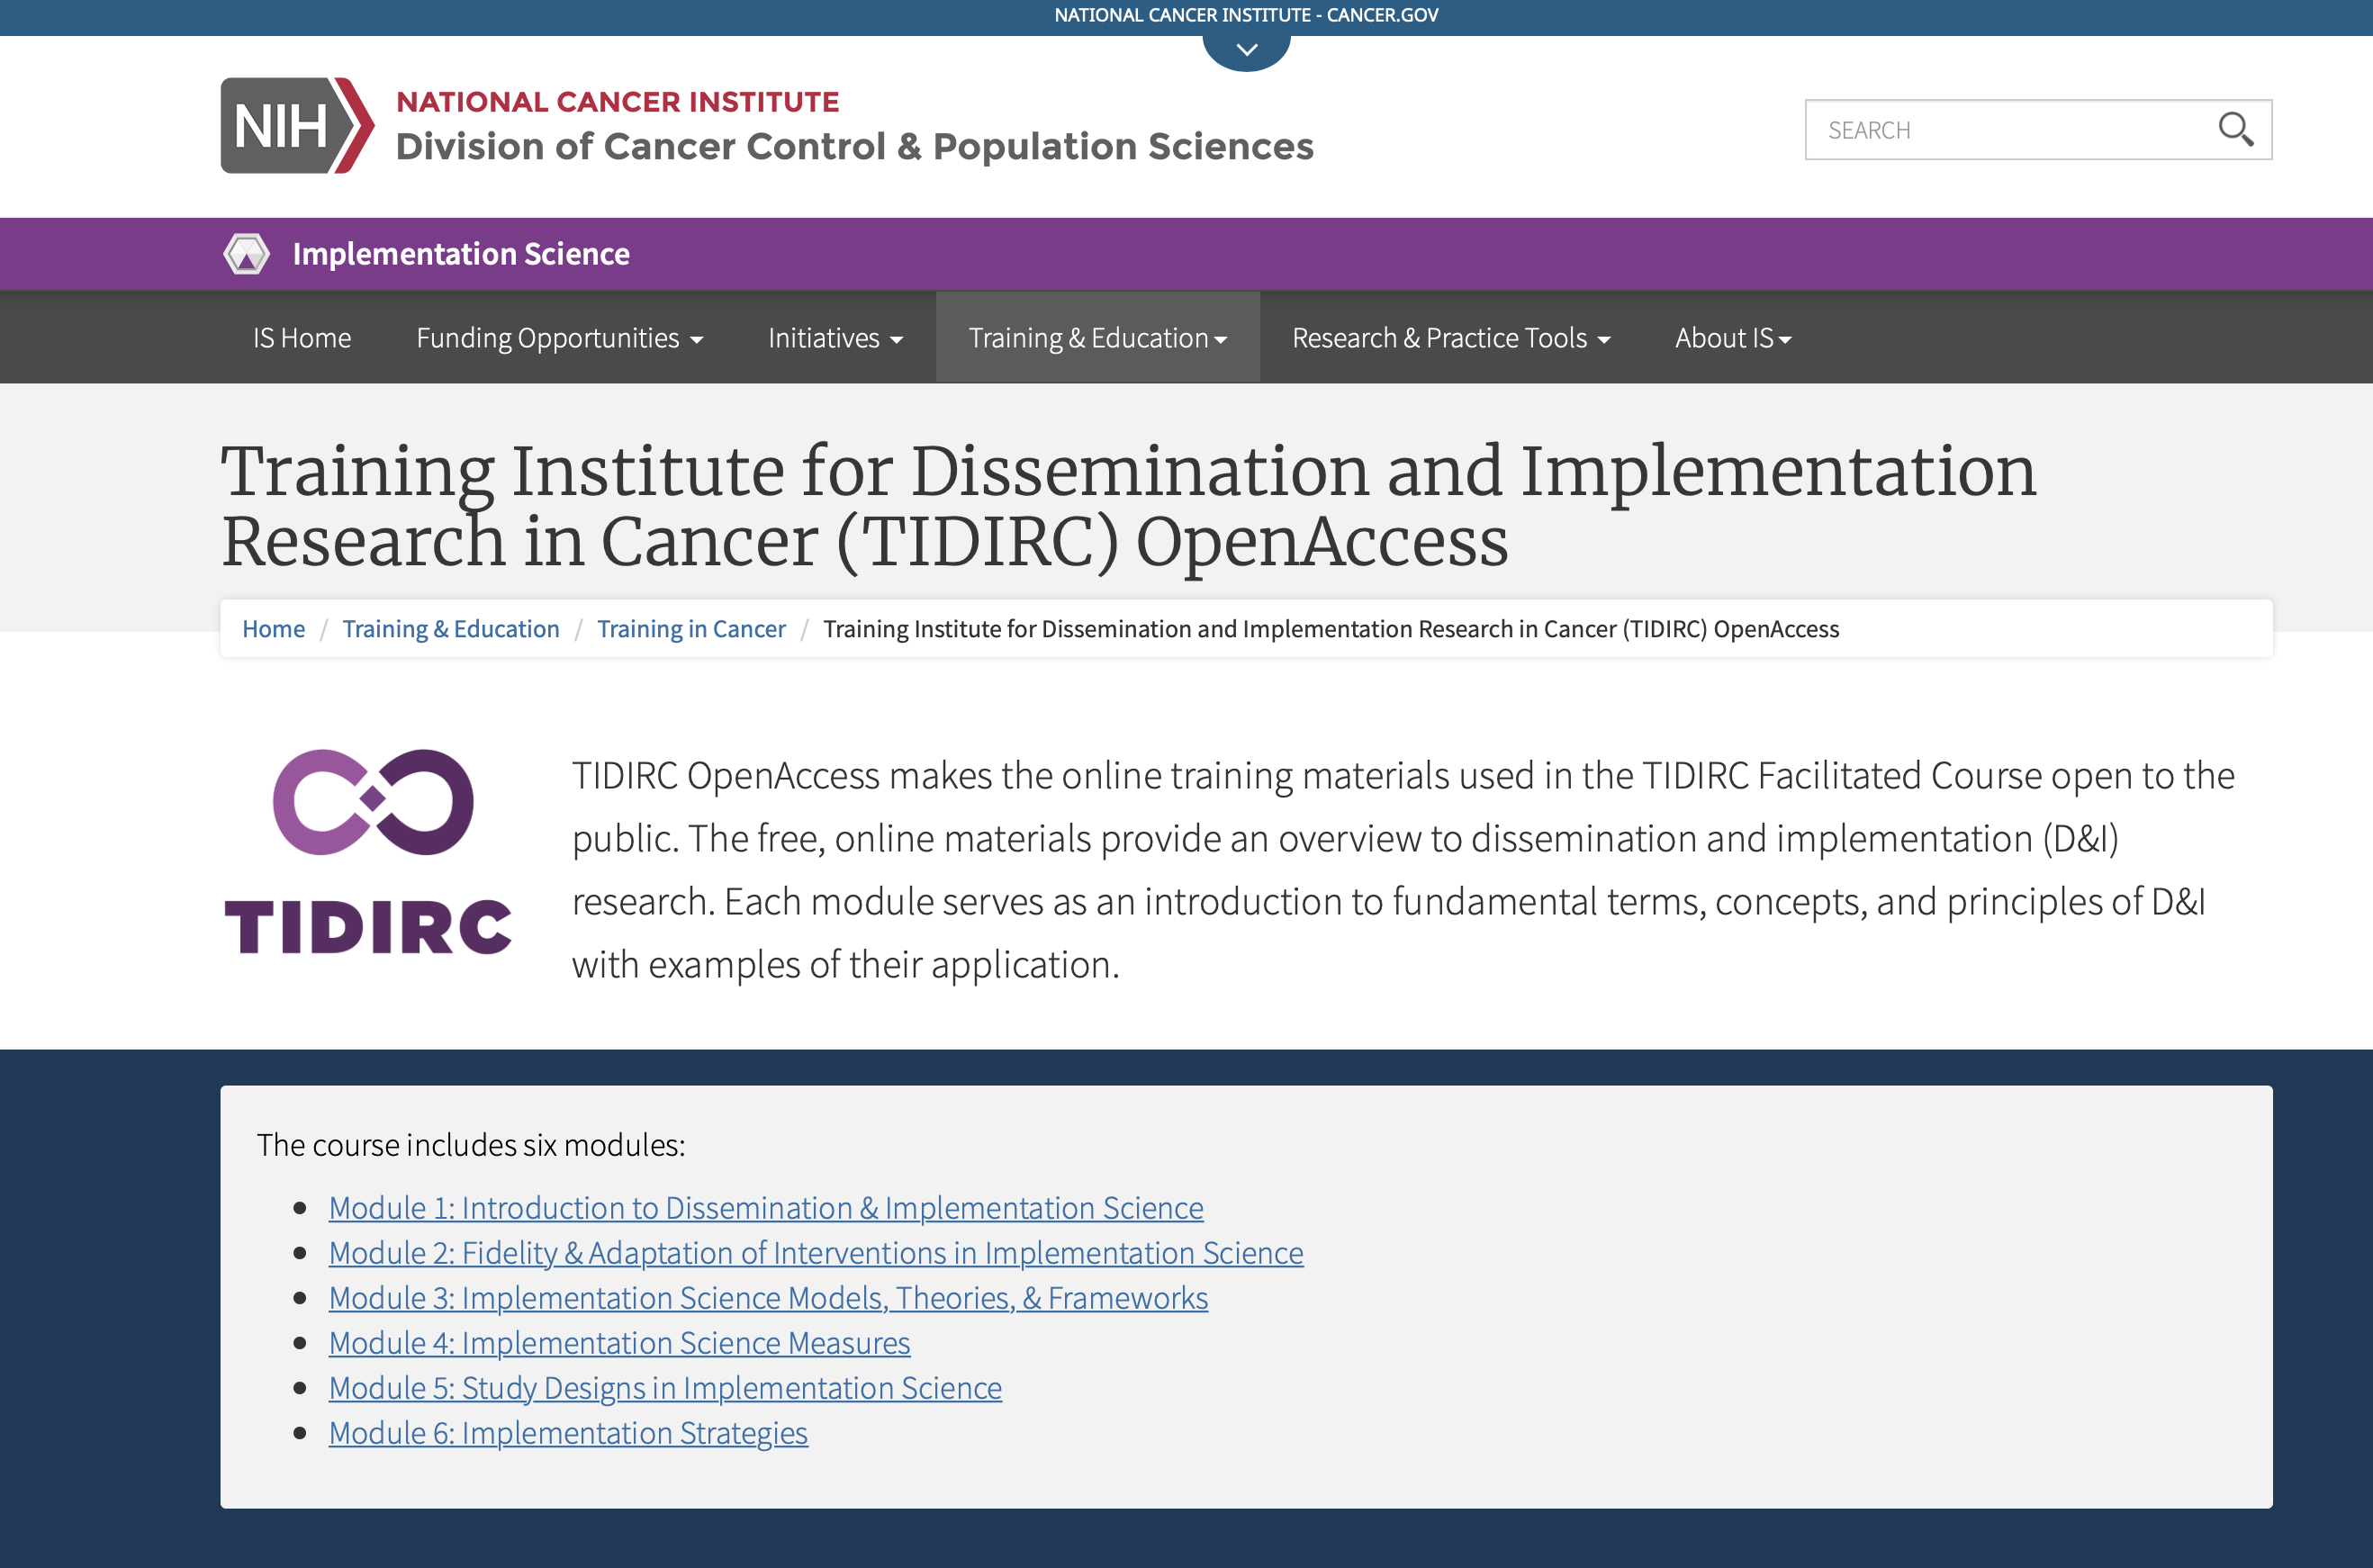 NATIONAL CANCER INSTITUTE - CANCER.GOV
NIH
NATIONAL CANCER INSTITUTE
Division of Cancer Control & Population Sciences
SEARCH
Implementation Science
IS Home
Funding Opportunities
Initiatives
Training & Education
Research & Practice Tools
About IS
Training Institute for Dissemination and Implementation
Research in Cancer (TIDIRC) OpenAccess
Home / Training & Education / Training in Cancer / Training Institute for Dissemination and Implementation Research in Cancer (TIDIRC) OpenAccess
TIDIRC
TIDIRC OpenAccess makes the online training materials used in the TIDIRC Facilitated Course open to the
public. The free, online materials provide an overview to dissemination and implementation (D&I)
research. Each module serves as an introduction to fundamental terms, concepts, and principles of D&I
with examples of their application.
The course includes six modules:
Module 1: Introduction to Dissemination & Implementation Science
Module 2: Fidelity & Adaptation of Interventions in Implementation Science
Module 3: Implementation Science Models, Theories, & Frameworks
Module 4: Implementation Science Measures
Module 5: Study Designs in Implementation Science
Module 6: Implementation Strategies